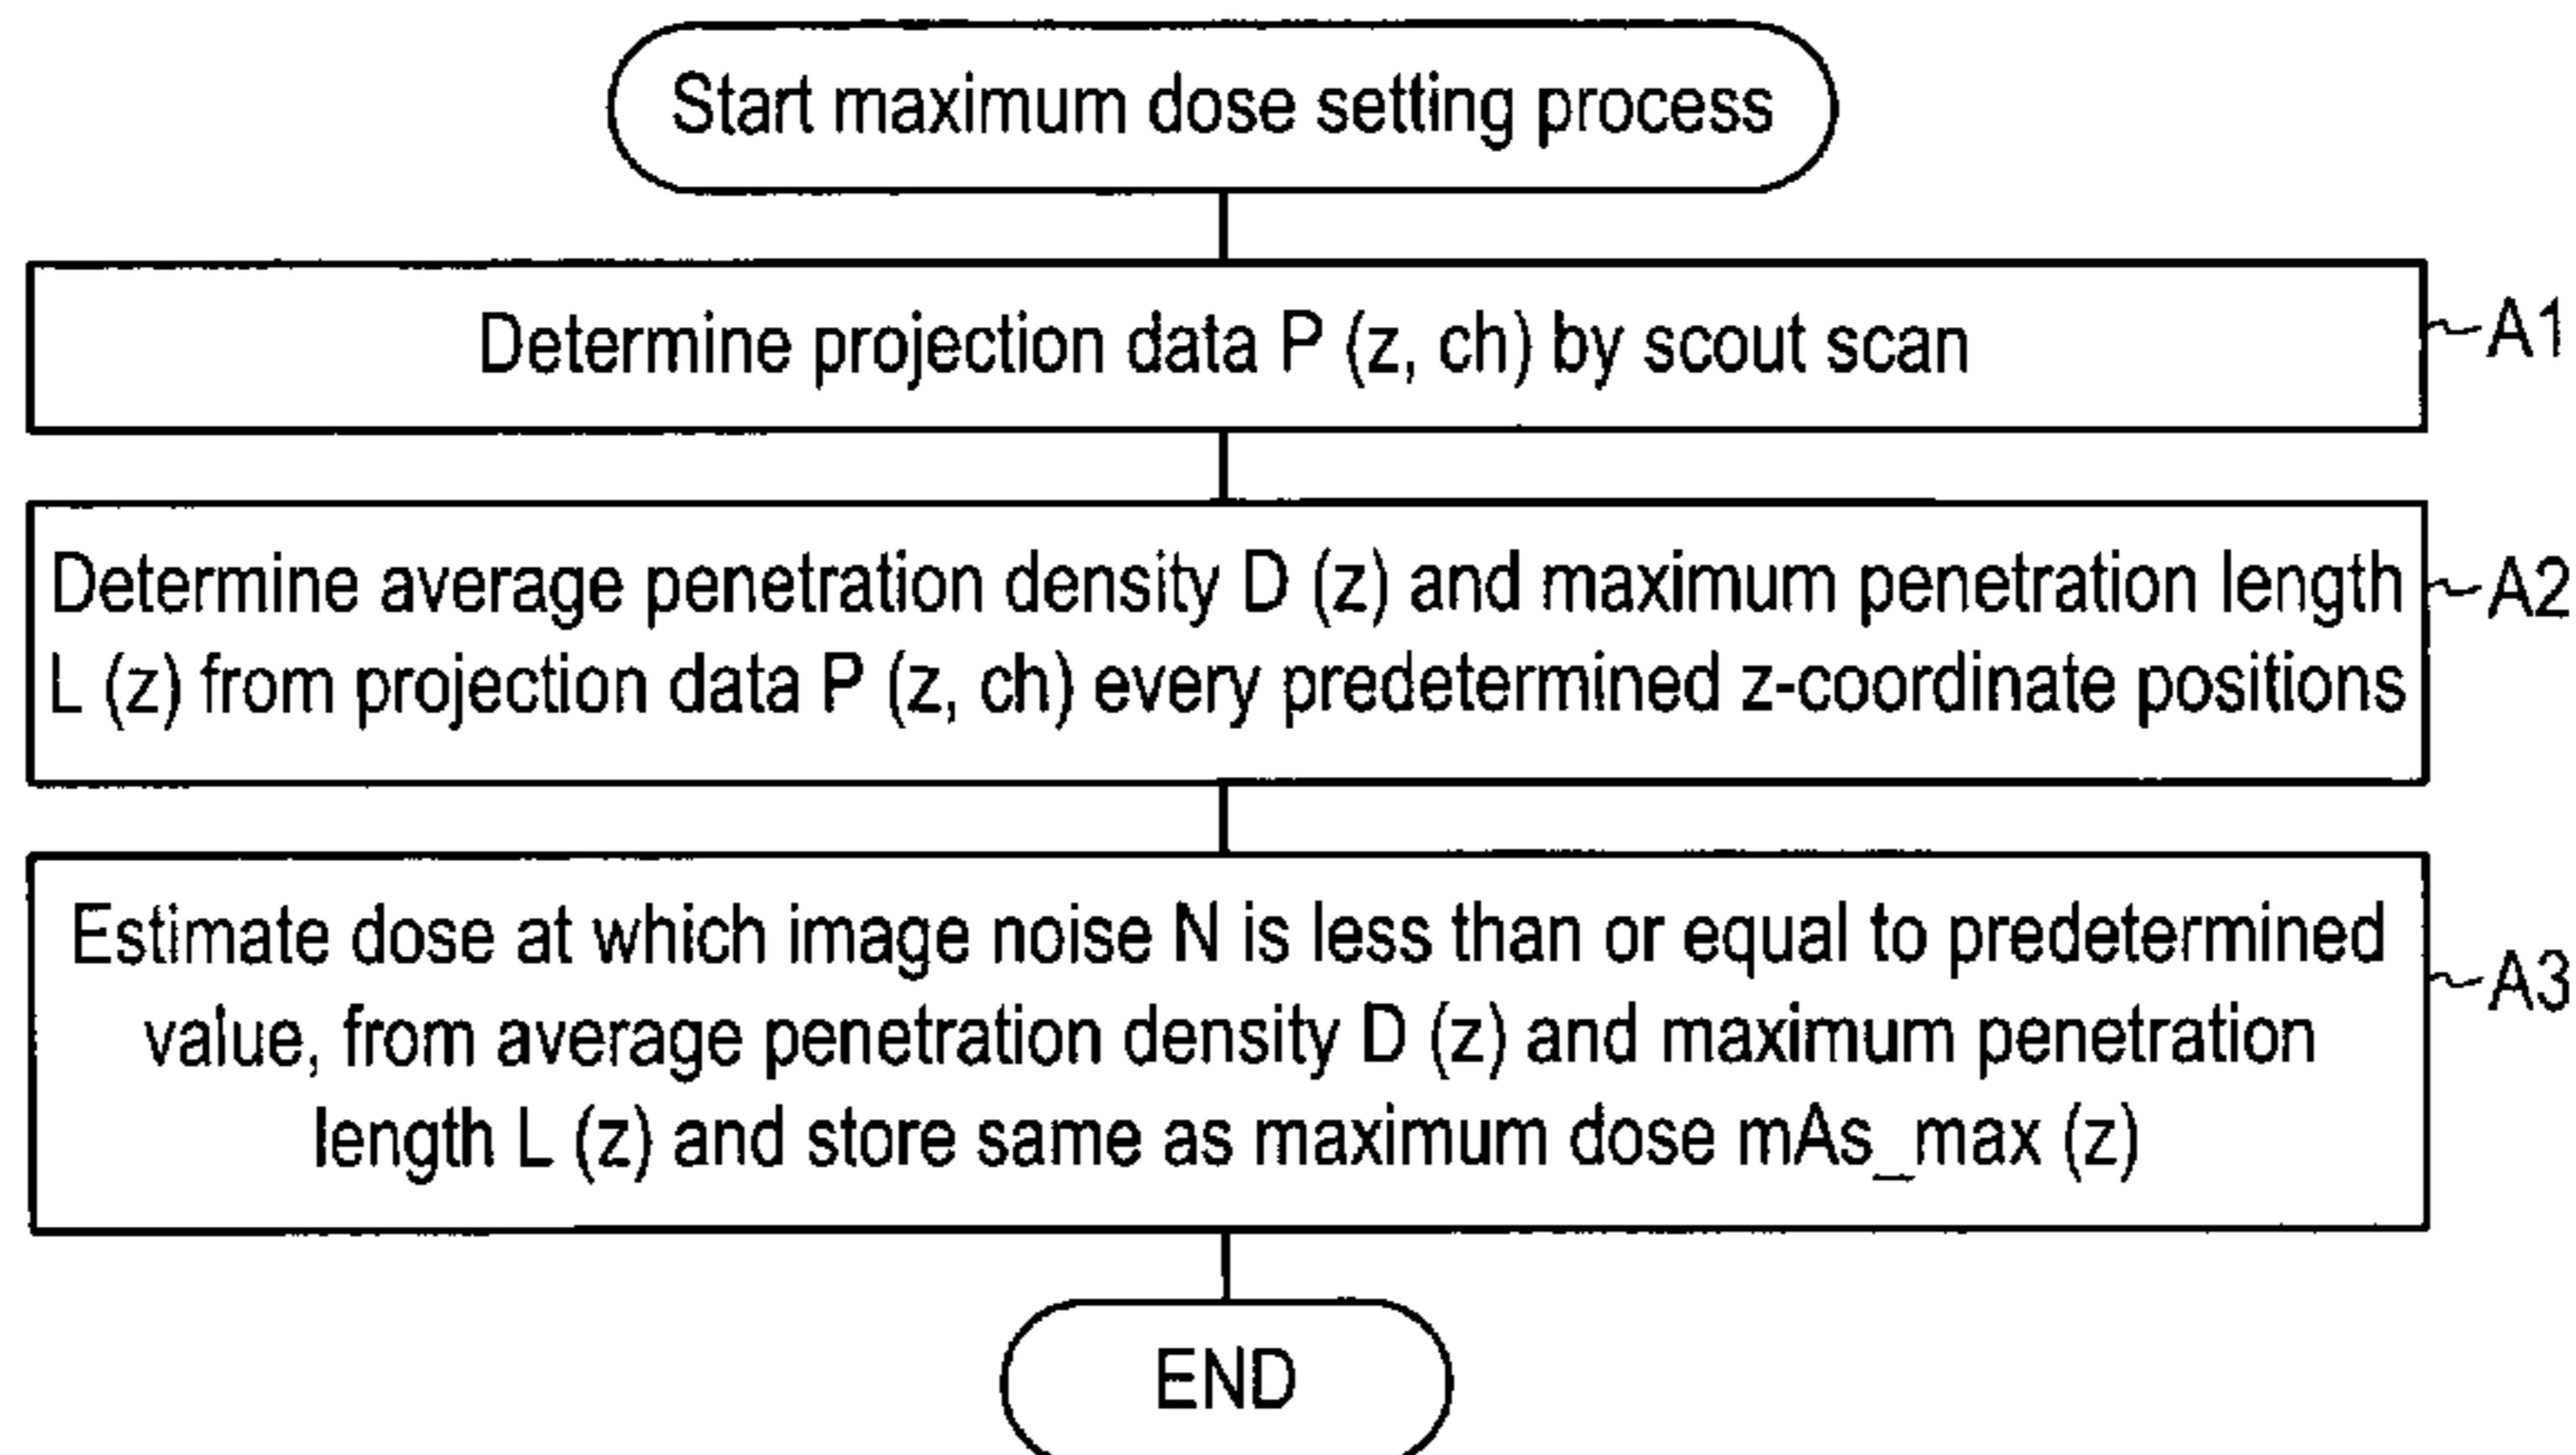 Start maximum dose setting process
Determine projection data P (z, ch) by scout scan
A1
Determine average penetration density D (z) and maximum penetration length
L (z) from projection data P (z, ch) every predetermined z-coordinate positions
A2
Estimate dose at which image noise N is less than or equal to predetermined
value, from average penetration density D (z) and maximum penetration
length L (z) and store same as maximum dose mAs_max (z)
A3
END